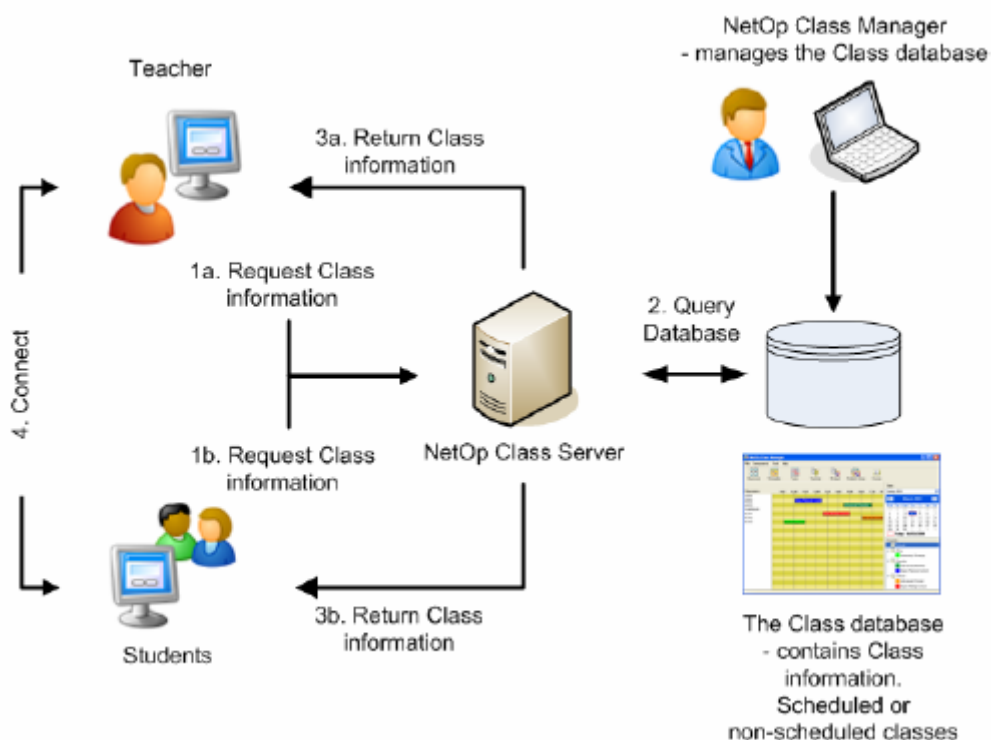 NetOp Class Manager
- manages the Class database
Teacher
3a. Return Class
information
1a. Request Class
information
2. Query
Database
4. Connect
1b. Request Class
information
NetOp Class Server
3b. Return Class
information
Students
The Class database
- contains Class
information.
Scheduled or
non-scheduled classes